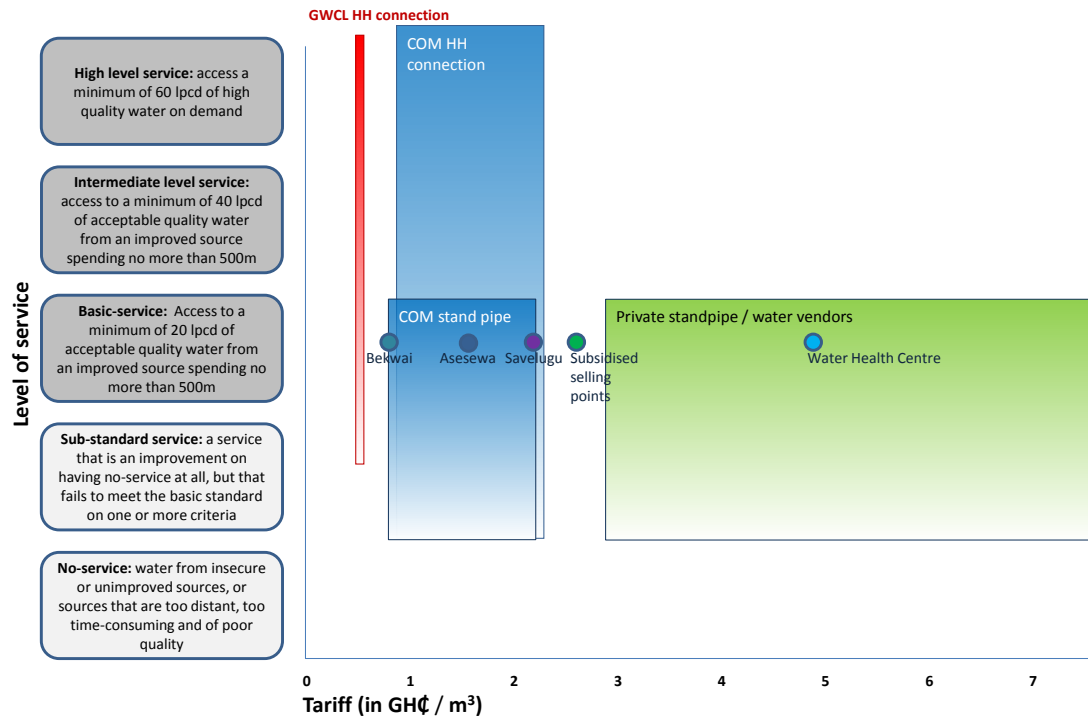 GWCL HH connection
COM HH
connection
High level service: access a
minimum of 60 lpcd of high
quality water on demand
Intermediate level service:
access to a minimum of 40 lpcd
of acceptable quality water
from an improved source
spending no more than 500m
Basic-service: Access to a
minimum of 20 lpcd of
acceptable quality water from
an improved source spending no
more than 500m
Sub-standard service: a service
that is an improvement on
having no-service at all, but that
fails to meet the basic standard
on one or more criteria
No-service: water from insecure
or unimproved sources, or
sources that are too distant, too
time-consuming and of poor
quality
Level of service
COM stand pipe
Private standpipe / water vendors
Bekwai
Asesewa
Savelugu
Subsidised
selling
points
Water Health Centre
0 1 2 3 4 5 6 7
Tariff (in GH₵ / m³)